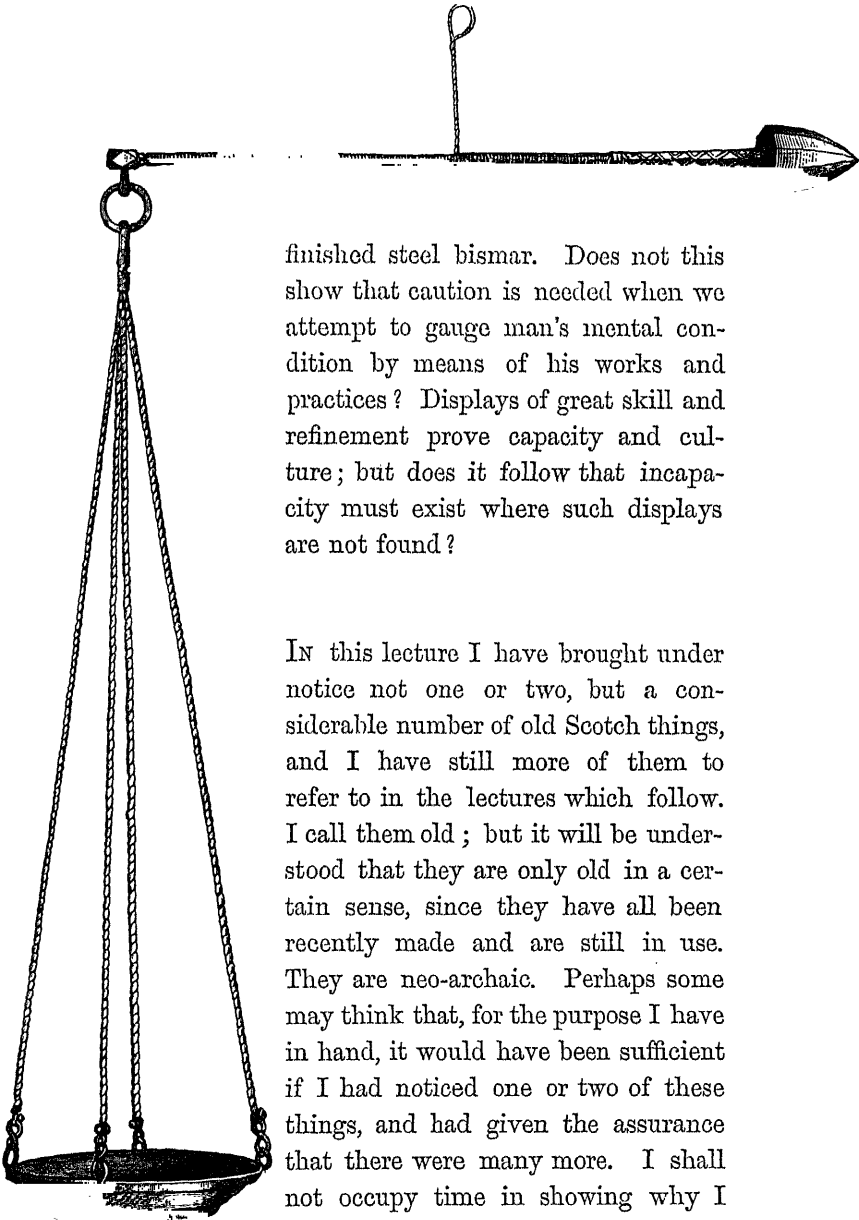 finished steel bismar. Does not this
show that caution is needed when we
attempt to gauge man's mental con-
dition by means of his works and
practices? Displays of great skill and
refinement prove capacity and cul-
ture; but does it follow that incapa-
city must exist where such displays
are not found?
IN this lecture I have brought under
notice not one or two, but a con-
siderable number of old Scotch things,
and I have still more of them to
refer to in the lectures which follow.
I call them old; but it will be under-
stood that they are only old in a cer-
tain sense, since they have all been
recently made and are still in use.
They are neo-archaic. Perhaps some
may think that, for the purpose I have
in hand, it would have been sufficient
if I had noticed one or two of these
things, and had given the assurance
that there were many more. I shall
not occupy time in showing why I